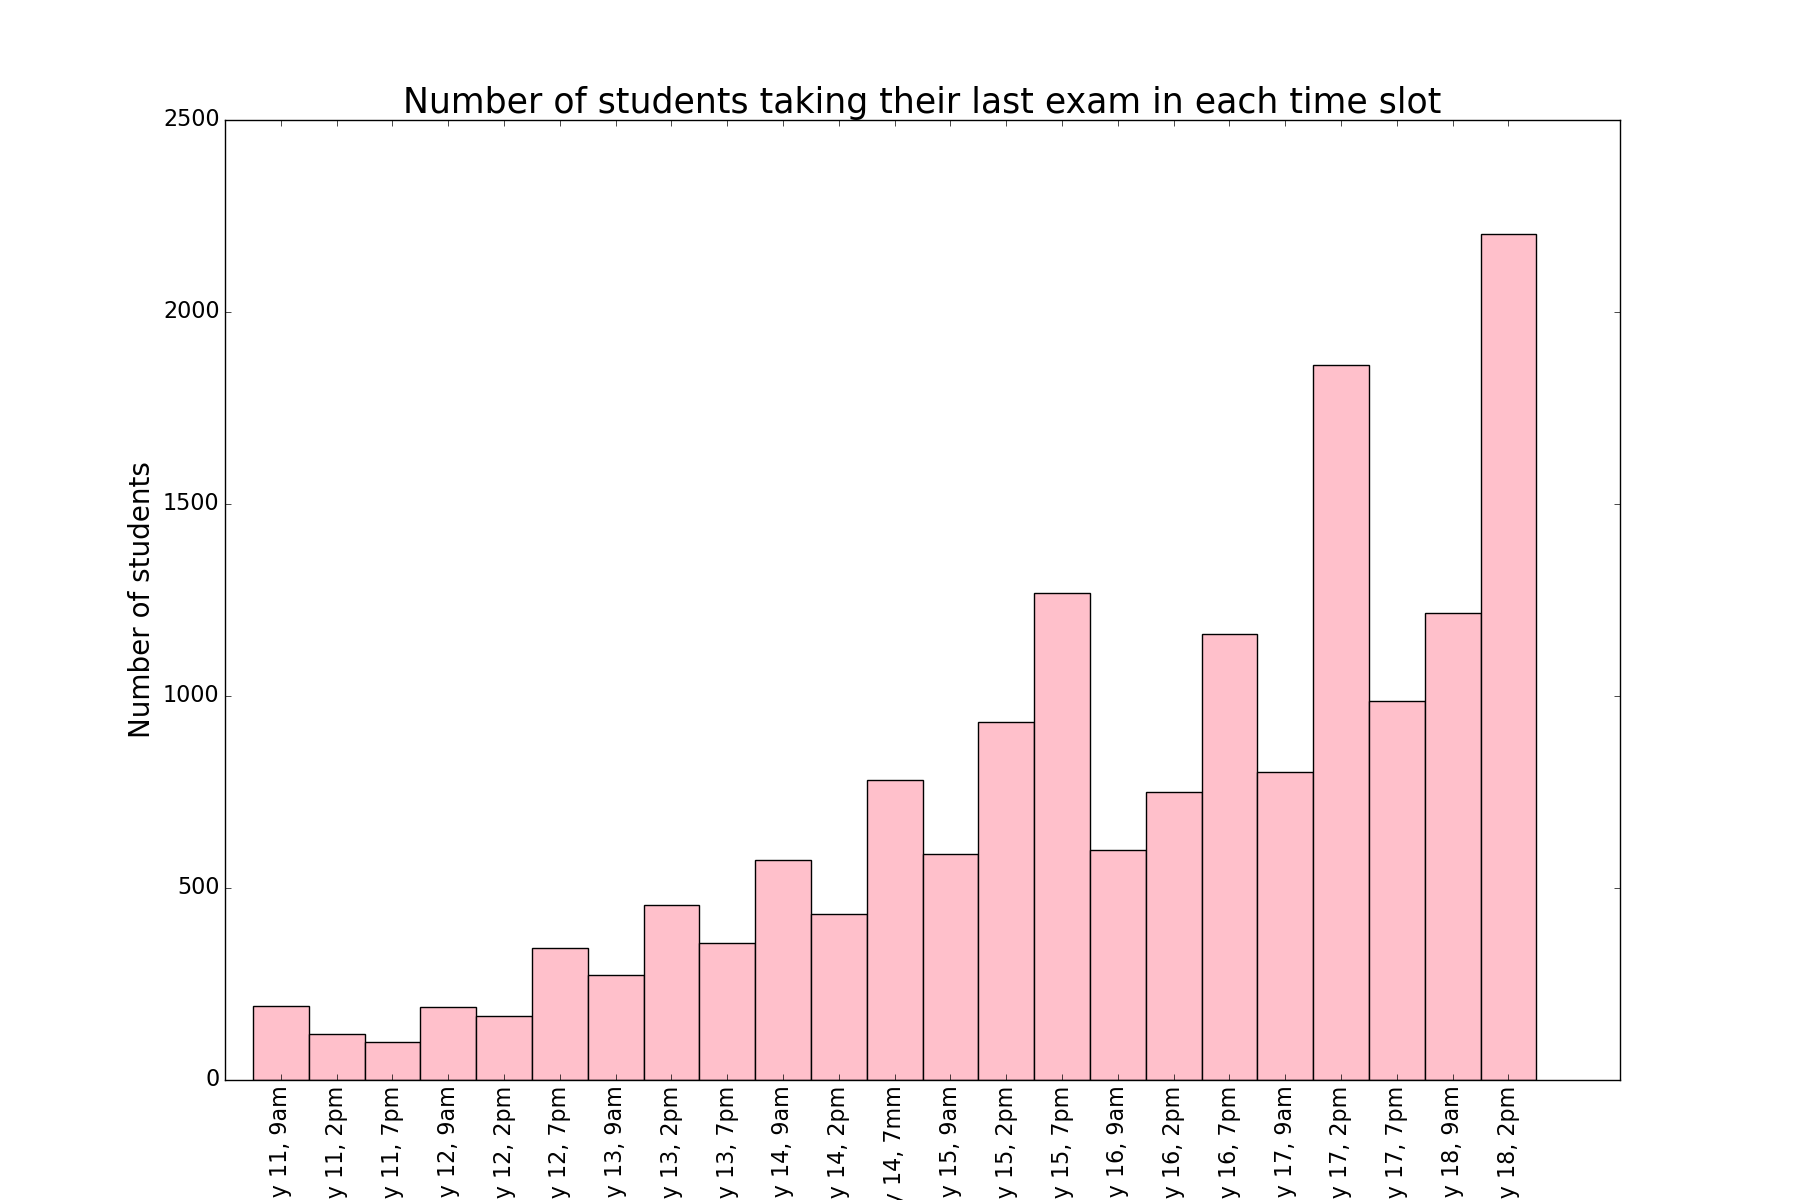 Number of students taking their last exam in each time slot
Number of students
2500
2000
1500
1000
500
0
y 11, 9am
y 11, 2pm
y 11, 7pm
y 12, 9am
y 12, 2pm
y 12, 7pm
y 13, 9am
y 13, 2pm
y 13, 7pm
y 14, 9am
y 14, 2pm
y 14, 7mm
y 15, 9am
y 15, 2pm
y 15, 7pm
y 16, 9am
y 16, 2pm
y 16, 7pm
y 17, 9am
y 17, 2pm
y 17, 7pm
y 18, 9am
y 18, 2pm